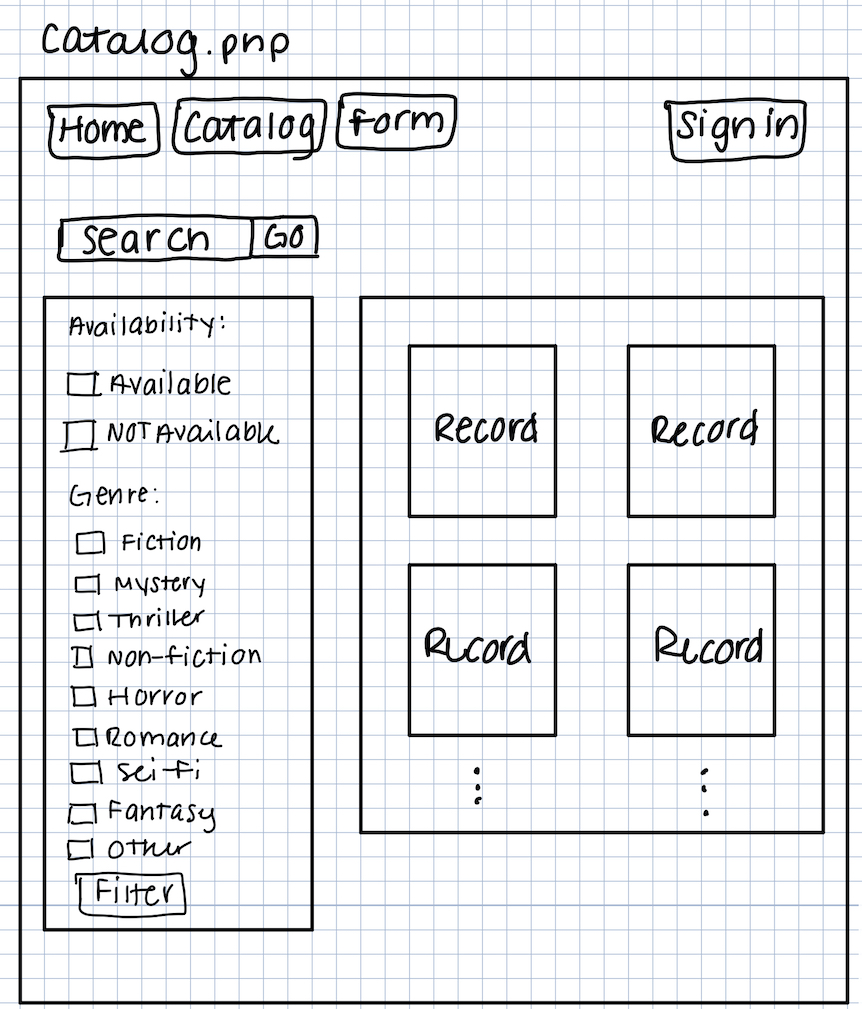 Catalog.pnp
Home Catalog Form Sign in
Search GO
Availability:
Available
NOT Available
Genre:
Fiction
Mystery
Thriller
Non-fiction
Horror
Romance
Sci-Fi
Fantasy
Other
Filter
Record Record
Record Record